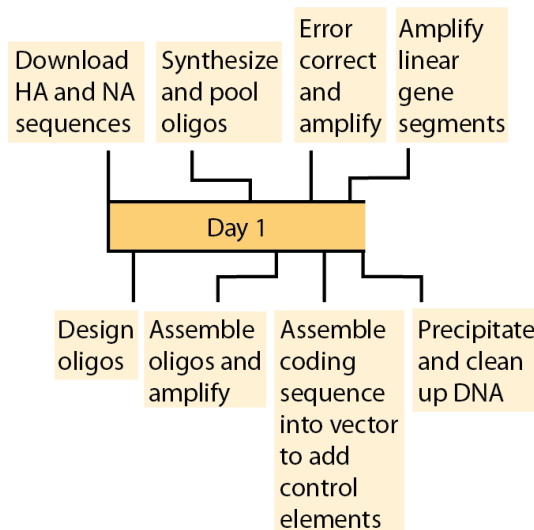 Download
HA and NA
sequences
Synthesize
and pool
oligos
Error
correct
and
amplify
Amplify
linear
gene
segments
Day 1
Design
oligos
Assemble
oligos and
amplify
Assemble
coding
sequence
into vector
to add
control
elements
Precipitate
and clean
up DNA